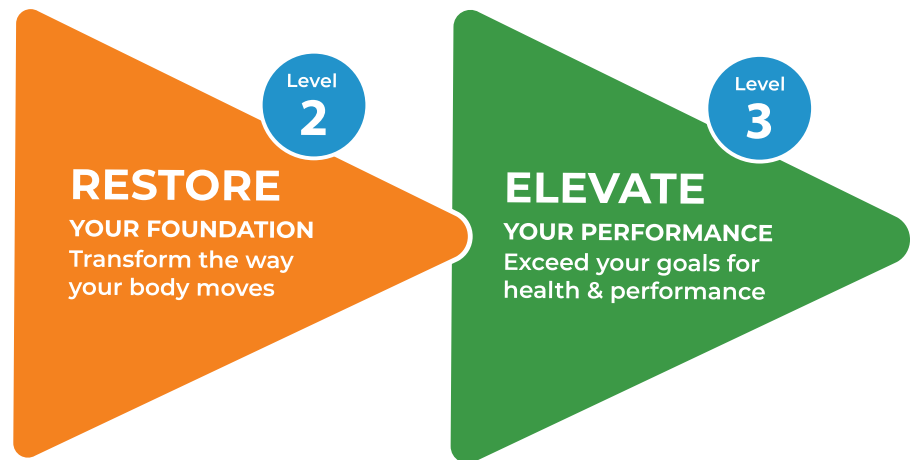 Level
2
RESTORE
YOUR FOUNDATION
Transform the way
your body moves
Level
3
ELEVATE
YOUR PERFORMANCE
Exceed your goals for
health & performance